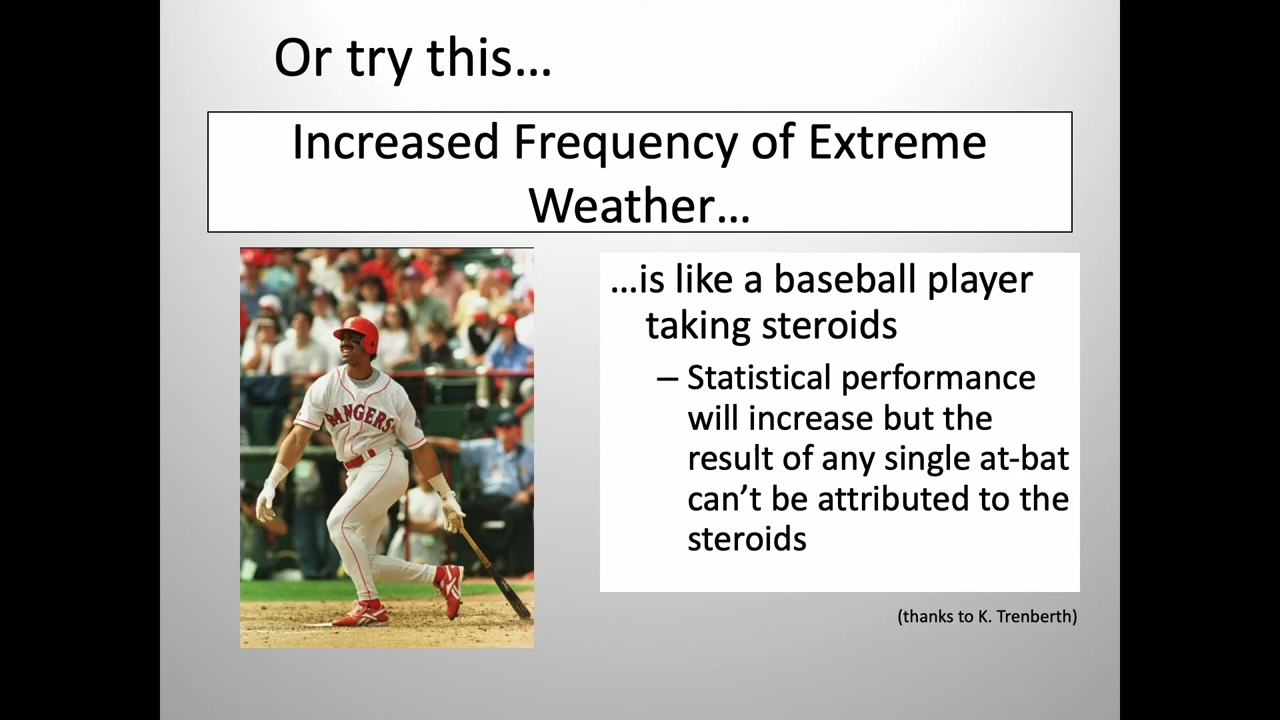 Or try this…
Increased Frequency of Extreme
Weather…
…is like a baseball player
taking steroids
– Statistical performance
will increase but the
result of any single at-bat
can’t be attributed to the
steroids
RANGERS
(thanks to K. Trenberth)